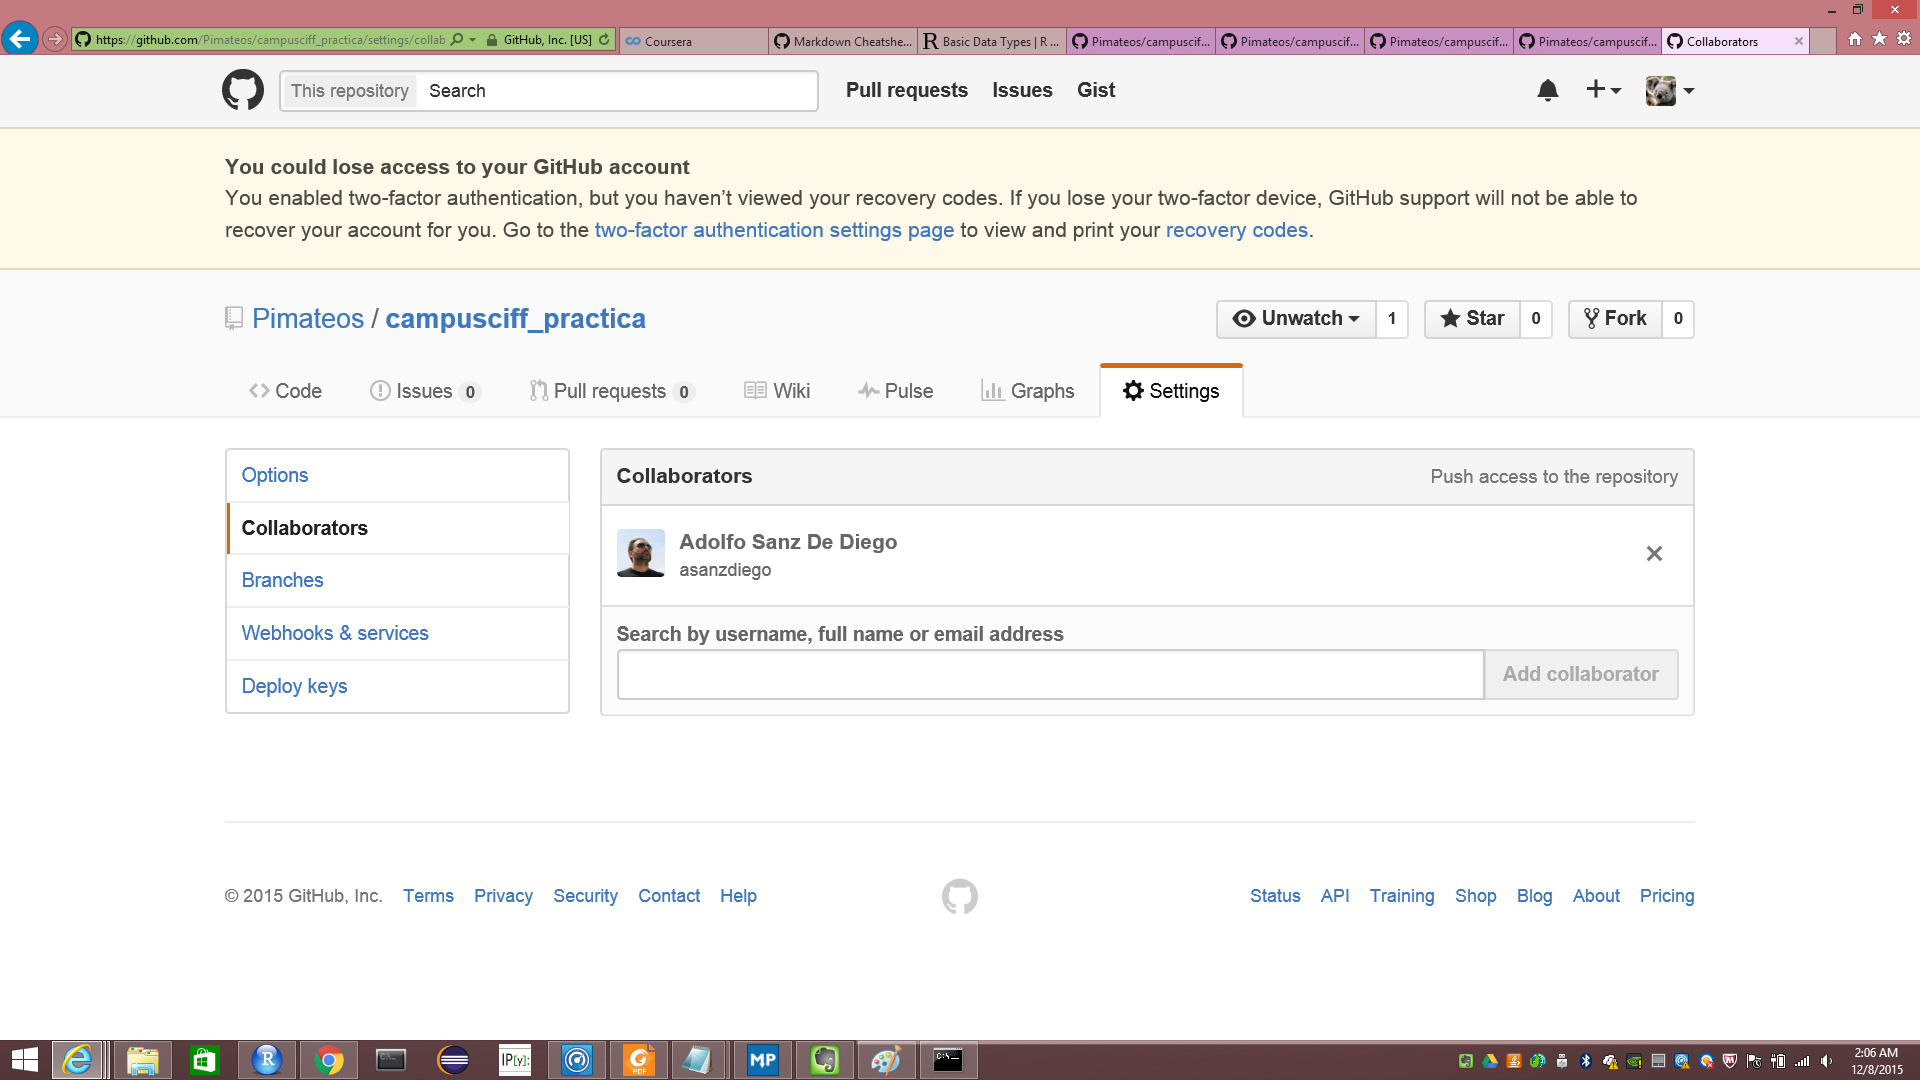 https://github.com/Pimateos/campusciff_practica/settings/collab
GitHub, Inc. [US]
Coursera
Markdown Cheatshe...
Basic Data Types | R ...
Pimateos/campuscif...
Pimateos/campuscif...
Pimateos/campuscif...
Pimateos/campuscif...
Collaborators
This repository Search
Pull requests Issues Gist
You could lose access to your GitHub account
You enabled two-factor authentication, but you haven’t viewed your recovery codes. If you lose your two-factor device, GitHub support will not be able to
recover your account for you. Go to the two-factor authentication settings page to view and print your recovery codes.
Pimateos / campusciff_practica
Unwatch 1
Star 0
Fork 0
Code
Issues 0
Pull requests 0
Wiki
Pulse
Graphs
Settings
Options
Collaborators
Branches
Webhooks & services
Deploy keys
Collaborators
Push access to the repository
Adolfo Sanz De Diego
asanzdiego
Search by username, full name or email address
Add collaborator
© 2015 GitHub, Inc. Terms Privacy Security Contact Help
Status API Training Shop Blog About Pricing
R
IP[y]:
PDF
MP
2:06 AM
12/8/2015